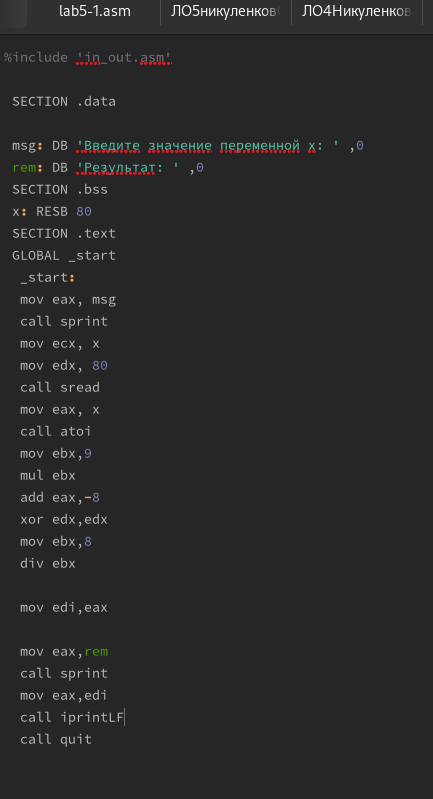 lab5-1.asm ЛО5никуленков ЛО4Никуленков
%include 'in_out.asm'
SECTION .data
msg: DB 'Введите значение переменной x: ' ,0
rem: DB 'Результат: ' ,0
SECTION .bss
x: RESB 80
SECTION .text
GLOBAL _start
_start:
mov eax, msg
call sprint
mov ecx, x
mov edx, 80
call sread
mov eax, x
call atoi
mov ebx,9
mul ebx
add eax,-8
xor edx,edx
mov ebx,8
div ebx
mov edi,eax
mov eax,rem
call sprint
mov eax,edi
call iprintLF
call quit